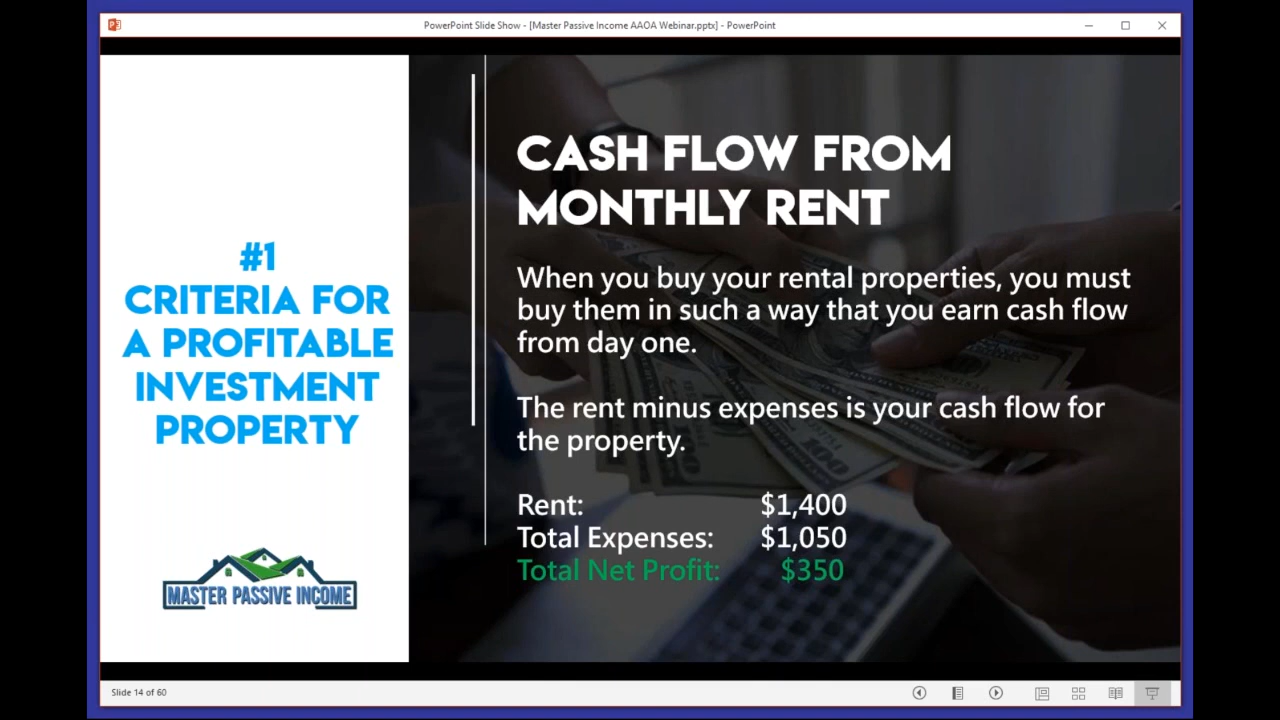 PowerPoint Slide Show - [Master Passive Income AAOA Webinar.pptx] - PowerPoint
#1
CRITERIA FOR
A PROFITABLE
INVESTMENT
PROPERTY
MASTER PASSIVE INCOME
CASH FLOW FROM
MONTHLY RENT
When you buy your rental properties, you must
buy them in such a way that you earn cash flow
from day one.
The rent minus expenses is your cash flow for
the property.
Rent: $1,400
Total Expenses: $1,050
Total Net Profit: $350
Slide 14 of 60